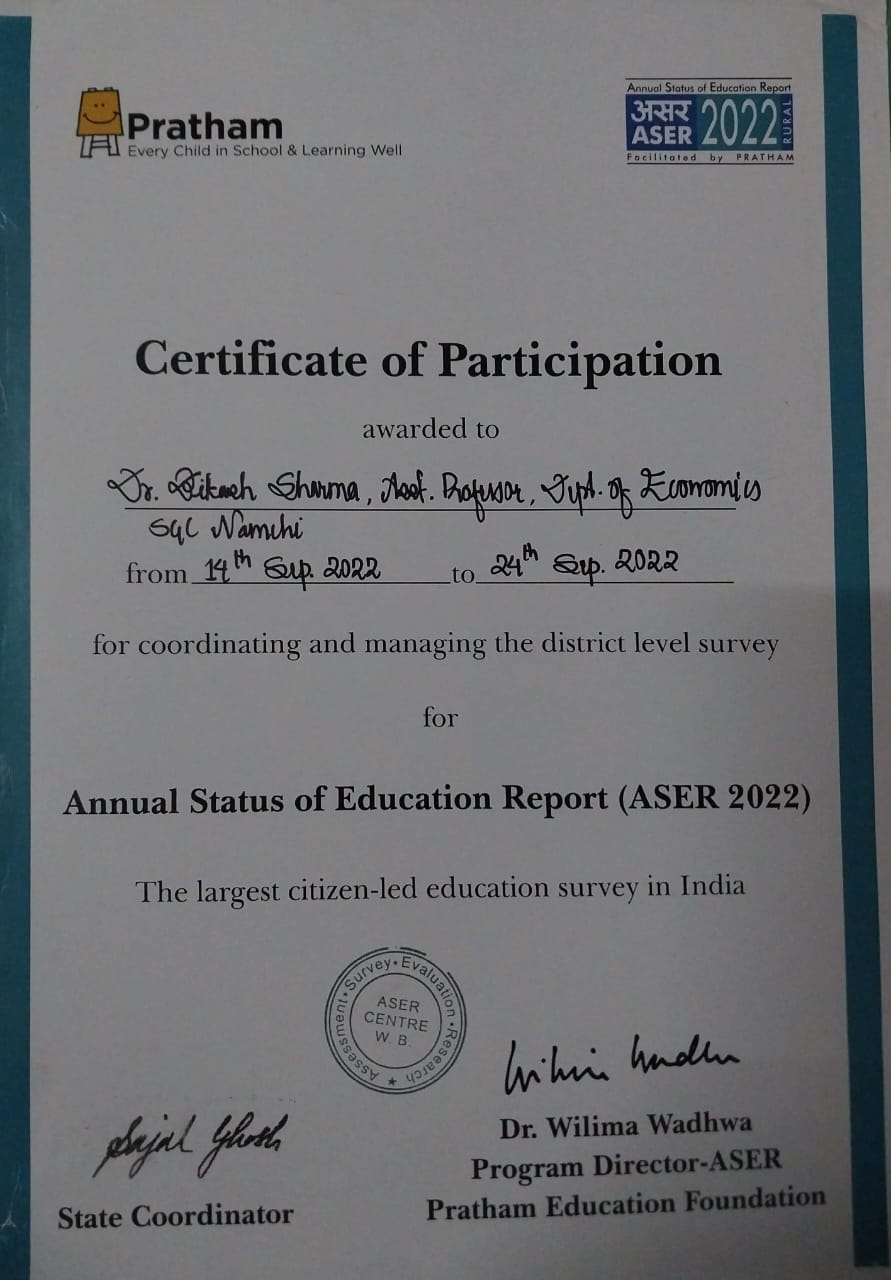 Pratham
Every Child in School & Learning Well
Annual Status of Education Report
असर
ASER 2022 RURAL
Facilitated by PRATHAM
Certificate of Participation
awarded to
Dr. Bikash Sharma, Asst. Professor, Dept. of Economics
SGC Namchi
from 14th Sep. 2022 to 24th Sep. 2022
for coordinating and managing the district level survey
for
Annual Status of Education Report (ASER 2022)
The largest citizen-led education survey in India
Assessment • Survey • Evaluation • Research ★
ASER
CENTRE
W. B.
Sajal Ghosh
State Coordinator
Wilima Wadhwa
Dr. Wilima Wadhwa
Program Director-ASER
Pratham Education Foundation